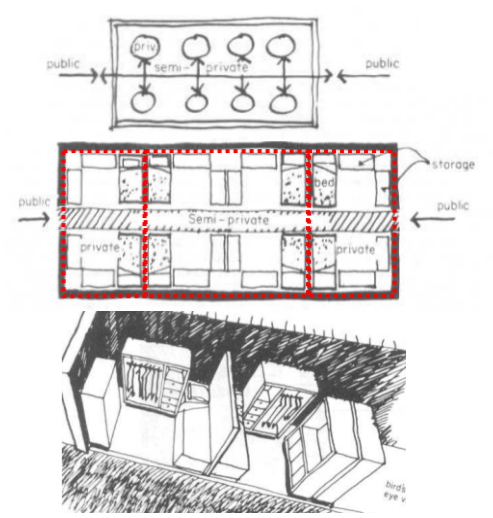 priv
public
semi-private
public
bed
storage
public
Semi-private
public
private
private
bird's
eye v